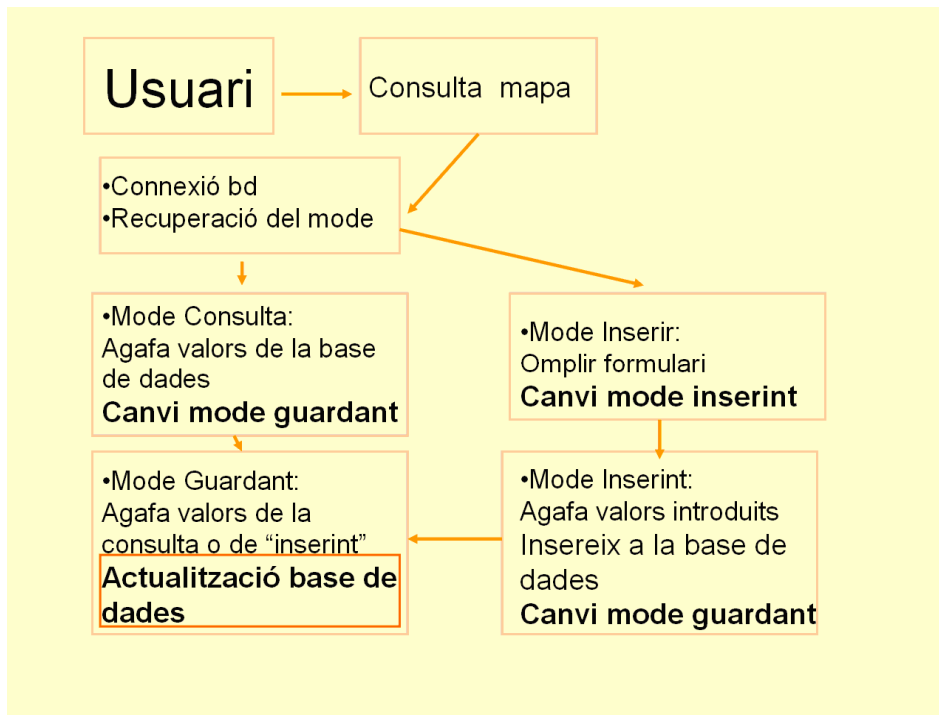 Usuari
Consulta mapa
•Connexió bd
•Recuperació del mode
•Mode Consulta:
Agafa valors de la base
de dades
Canvi mode guardant
•Mode Inserir:
Omplir formulari
Canvi mode inserint
•Mode Guardant:
Agafa valors de la
consulta o de “inserint”
Actualització base de
dades
•Mode Inserint:
Agafa valors introduits
Insereix a la base de
dades
Canvi mode guardant